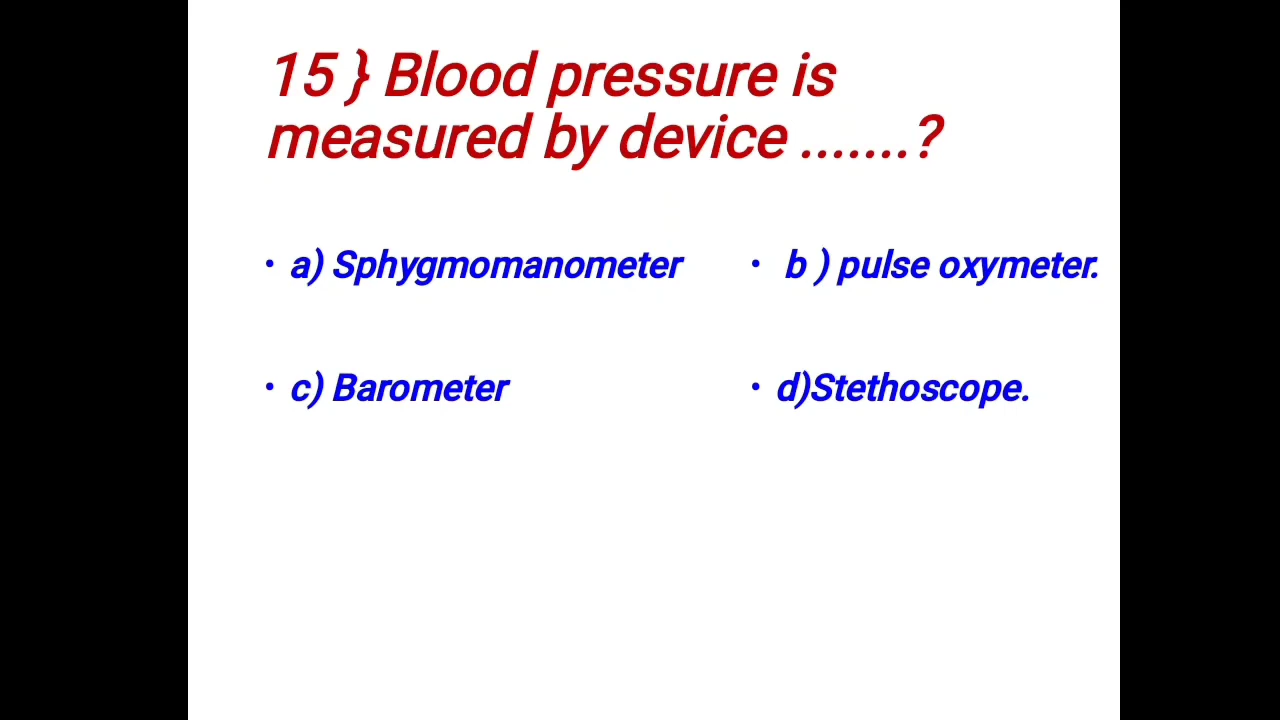 15 } Blood pressure is
measured by device .......?
• a) Sphygmomanometer
• b ) pulse oxymeter.
• c) Barometer
• d)Stethoscope.